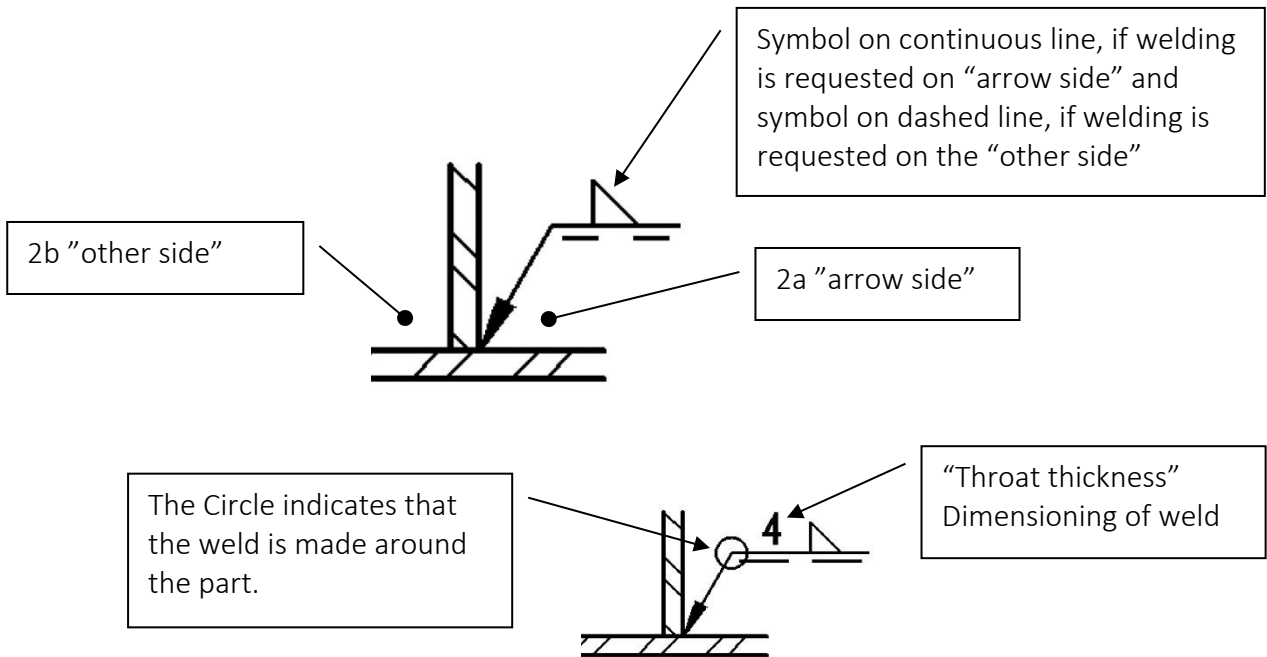 Symbol on continuous line, if welding
is requested on “arrow side” and
symbol on dashed line, if welding is
requested on the “other side”
2b ”other side”
2a ”arrow side”
The Circle indicates that
the weld is made around
the part.
4
“Throat thickness”
Dimensioning of weld